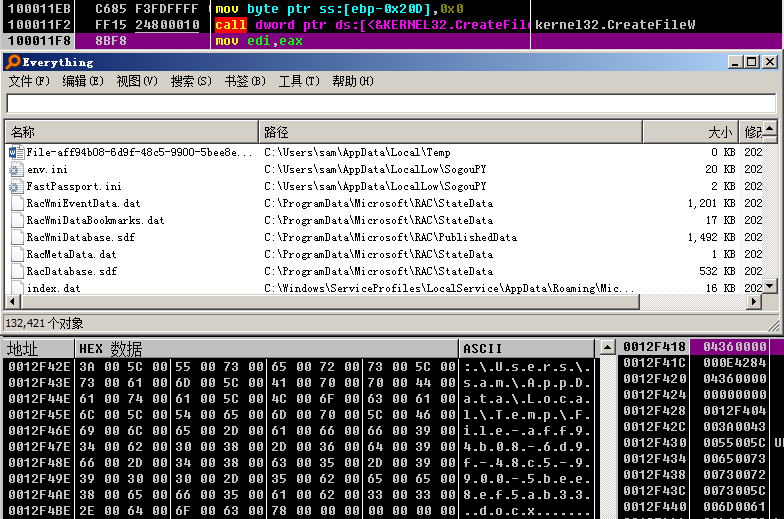 100011EB C685 F3FDFFFF mov byte ptr ss:[ebp-0x20D],0x0
100011F2 FF15 24800010 call dword ptr ds:[<&KERNEL32.CreateFile kernel32.CreateFileW
100011F8 8BF8 mov edi,eax
Everything
文件(F) 编辑(E) 视图(V) 搜索(S) 书签(B) 工具(T) 帮助(H)
名称 路径 大小 修改
File-aff94b08-6d9f-48c5-9900-5bee8e... C:\Users\sam\AppData\Local\Temp 0 KB 202
env.ini C:\Users\sam\AppData\LocalLow\SogouPY 20 KB 202
FastPassport.ini C:\Users\sam\AppData\LocalLow\SogouPY 2 KB 202
RacWmiEventData.dat C:\ProgramData\Microsoft\RAC\StateData 1,201 KB 202
RacWmiDataBookmarks.dat C:\ProgramData\Microsoft\RAC\StateData 17 KB 202
RacWmiDatabase.sdf C:\ProgramData\Microsoft\RAC\PublishedData 1,492 KB 202
RacMetaData.dat C:\ProgramData\Microsoft\RAC\StateData 1 KB 202
RacDatabase.sdf C:\ProgramData\Microsoft\RAC\StateData 532 KB 202
index.dat C:\Windows\ServiceProfiles\LocalService\AppData\Roaming\Mic... 16 KB 202
132,421 个对象
地址 HEX 数据 ASCII 0012F418 04360000
0012F42E 3A 00 5C 00 55 00 73 00 65 00 72 00 73 00 5C 00 :.\.U.s.e.r.s.\. 0012F41C 000E4284
0012F43E 73 00 61 00 6D 00 5C 00 41 00 70 00 70 00 44 00 s.a.m.\.A.p.p.D. 0012F420 04360000
0012F44E 61 00 74 00 61 00 5C 00 4C 00 6F 00 63 00 61 00 a.t.a.\.L.o.c.a. 0012F424 00000000
0012F45E 6C 00 5C 00 54 00 65 00 6D 00 70 00 5C 00 46 00 l.\.T.e.m.p.\.F. 0012F428 0012F404
0012F46E 69 00 6C 00 65 00 2D 00 61 00 66 00 66 00 39 00 i.l.e.-.a.f.f.9. 0012F42C 003A0043
0012F47E 34 00 62 00 30 00 38 00 2D 00 36 00 64 00 39 00 4.b.0.8.-.6.d.9. 0012F430 0055005C
0012F48E 66 00 2D 00 34 00 38 00 63 00 35 00 2D 00 39 00 f.-.4.8.c.5.-.9. 0012F434 00650073
0012F49E 39 00 30 00 30 00 2D 00 35 00 62 00 65 00 65 00 9.0.0.-.5.b.e.e. 0012F438 00730072
0012F4AE 38 00 65 00 66 00 35 00 61 00 62 00 33 00 33 00 8.e.f.5.a.b.3.3. 0012F43C 0073005C
0012F4BE 2E 00 64 00 6F 00 63 00 78 00 00 00 00 00 00 00 ..d.o.c.x....... 0012F440 006D0061